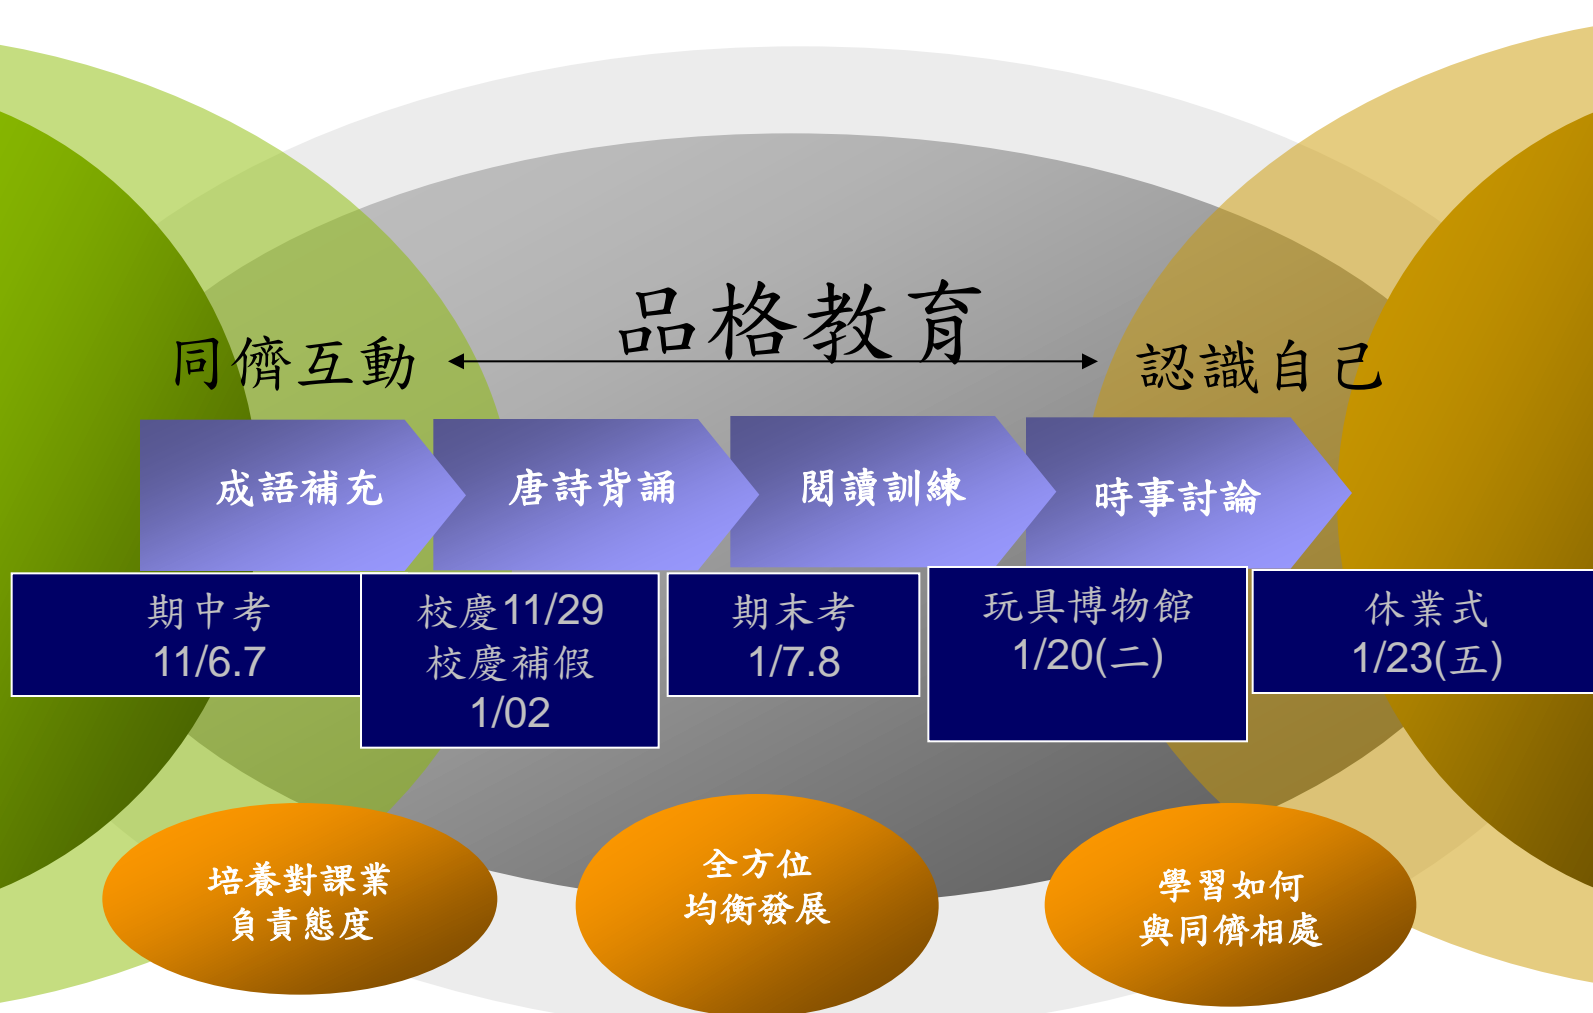 品格教育
同儕互動
認識自己
成語補充
唐詩背誦
閱讀訓練
時事討論
期中考
11/6.7
校慶11/29
校慶補假
1/02
期末考
1/7.8
玩具博物館
1/20(二)
休業式
1/23(五)
培養對課業
負責態度
全方位
均衡發展
學習如何
與同儕相處